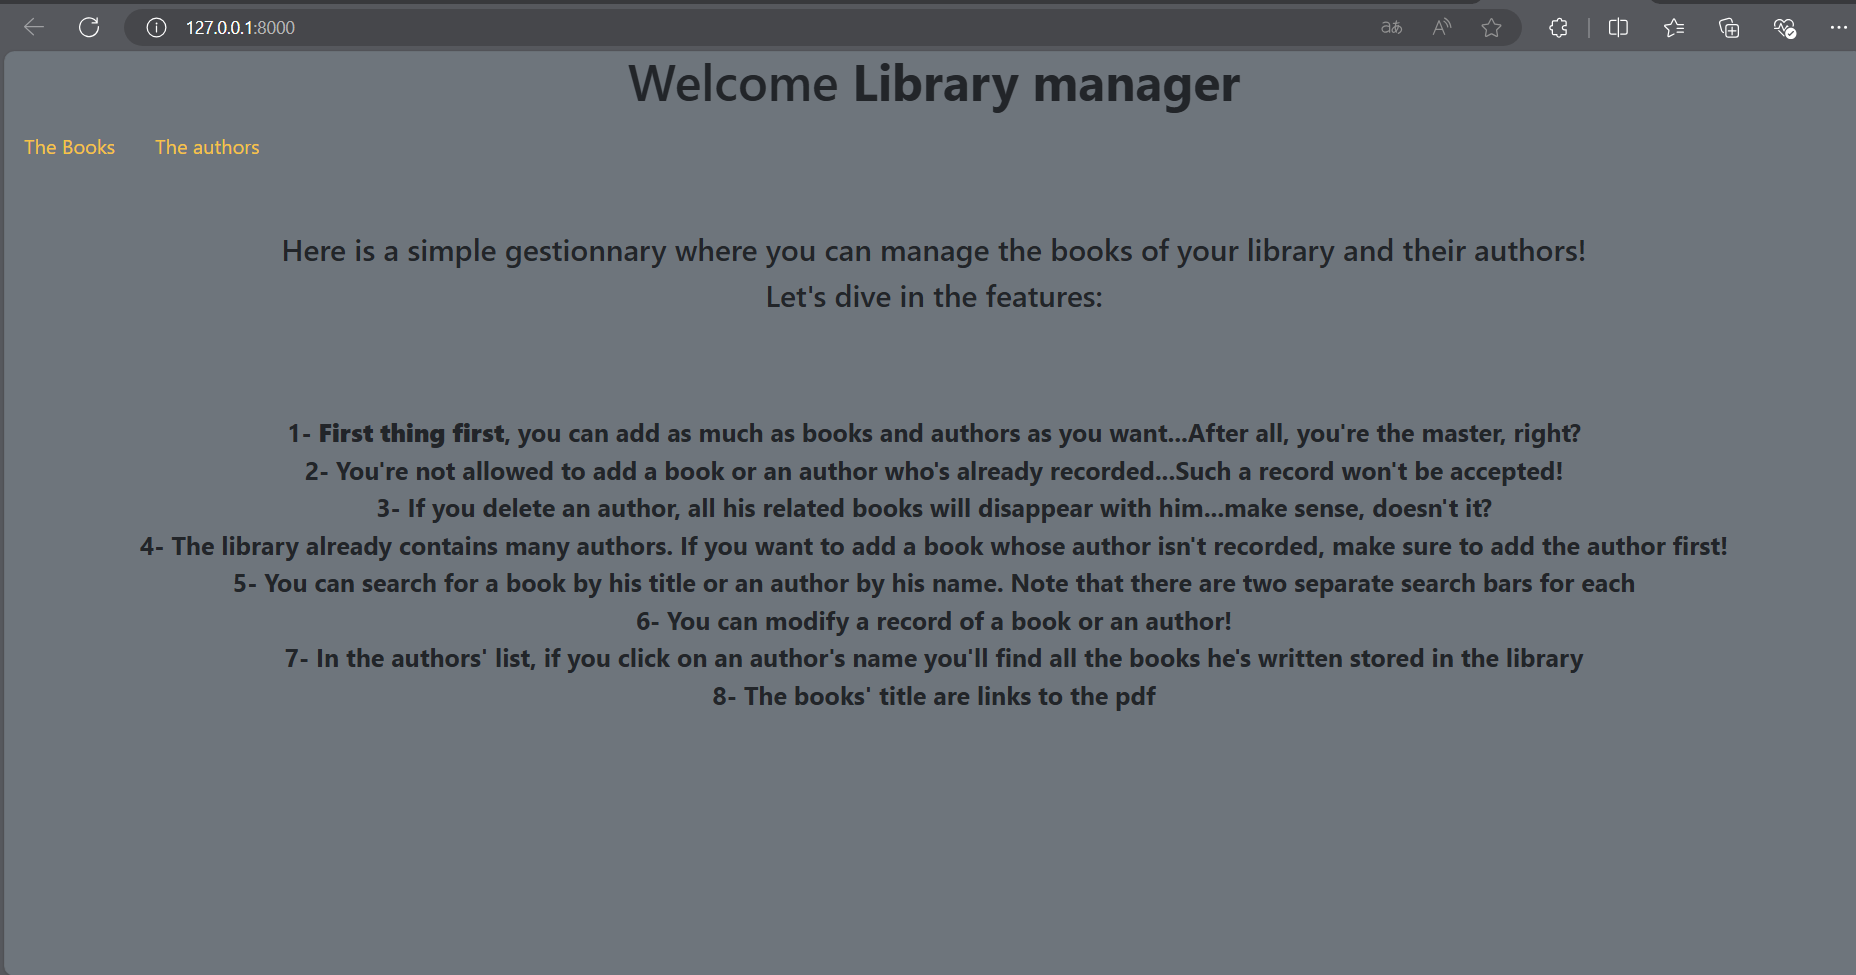 127.0.0.1:8000
Welcome Library manager
The Books The authors
Here is a simple gestionnary where you can manage the books of your library and their authors!
Let's dive in the features:
1- First thing first, you can add as much as books and authors as you want...After all, you're the master, right?
2- You're not allowed to add a book or an author who's already recorded...Such a record won't be accepted!
3- If you delete an author, all his related books will disappear with him...make sense, doesn't it?
4- The library already contains many authors. If you want to add a book whose author isn't recorded, make sure to add the author first!
5- You can search for a book by his title or an author by his name. Note that there are two separate search bars for each
6- You can modify a record of a book or an author!
7- In the authors' list, if you click on an author's name you'll find all the books he's written stored in the library
8- The books' title are links to the pdf